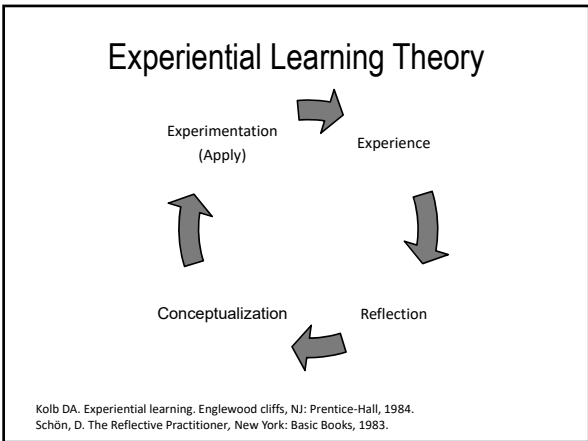 Experiential Learning Theory
Experimentation
(Apply)
Experience
Conceptualization
Reflection
Kolb DA. Experiential learning. Englewood cliffs, NJ: Prentice-Hall, 1984.
Schön, D. The Reflective Practitioner, New York: Basic Books, 1983.